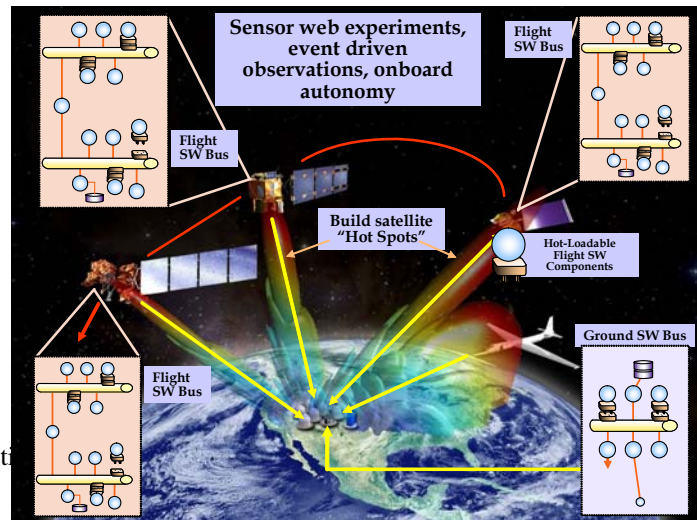 Sensor web experiments,
event driven
observations, onboard
autonomy
Flight
SW Bus
Flight
SW Bus
Build satellite
“Hot Spots”
Hot-Loadable
Flight SW
Components
Ground SW Bus
Flight
SW Bus